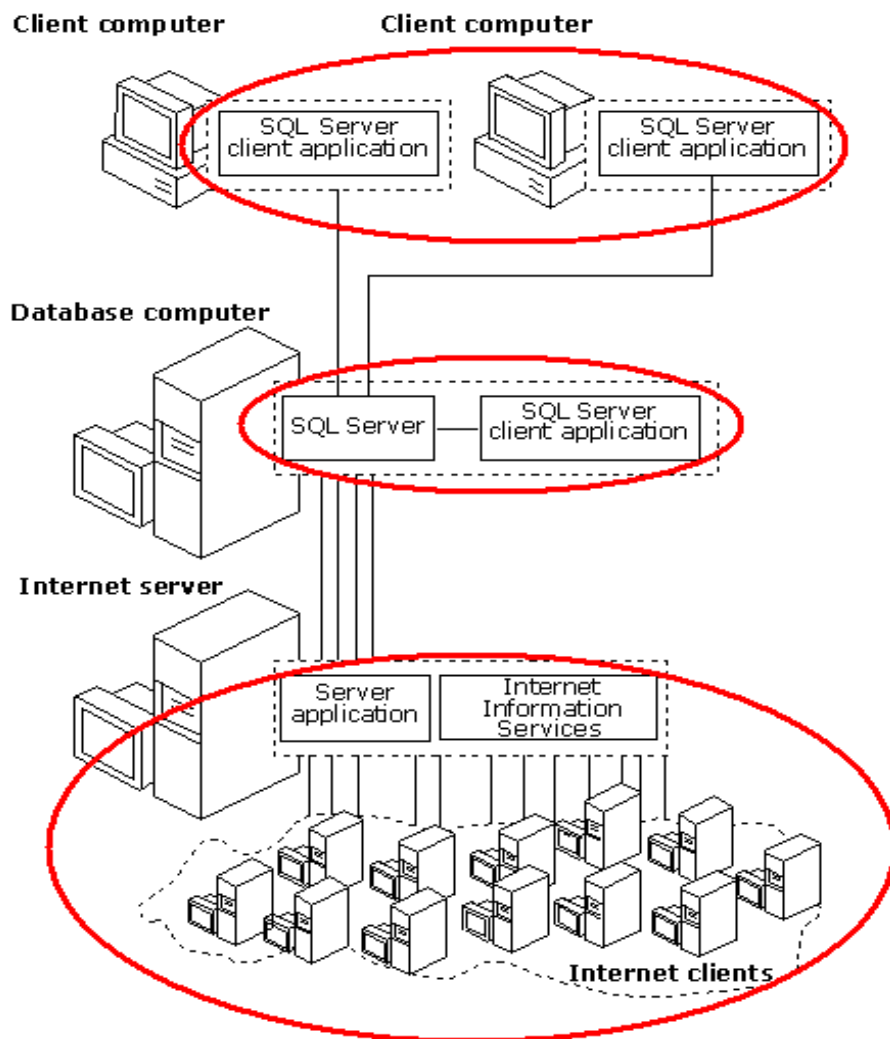 Client computer
Client computer
SQL Server
client application
SQL Server
client application
Database computer
SQL Server
SQL Server
client application
Internet server
Server
application
Internet
Information
Services
Internet clients